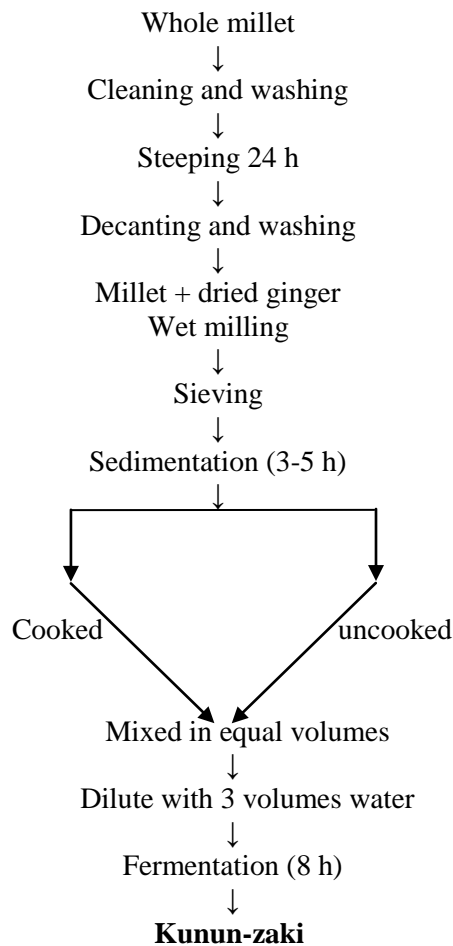 Whole millet
↓
Cleaning and washing
↓
Steeping 24 h
↓
Decanting and washing
↓
Millet + dried ginger
Wet milling
↓
Sieving
↓
Sedimentation (3-5 h)
↓
Cooked
uncooked
Mixed in equal volumes
↓
Dilute with 3 volumes water
↓
Fermentation (8 h)
↓
Kunun-zaki